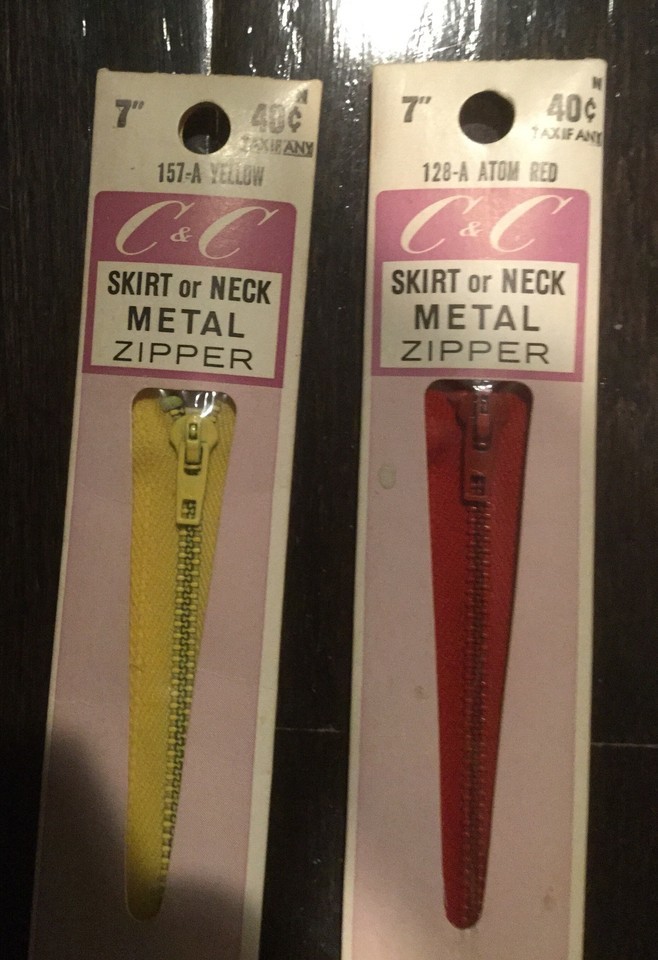 7" 40¢ N
TAX IF ANY
157-A YELLOW
C & C
SKIRT or NECK
METAL
ZIPPER
7" 40¢ N
TAX IF ANY
128-A ATOM RED
C & C
SKIRT or NECK
METAL
ZIPPER